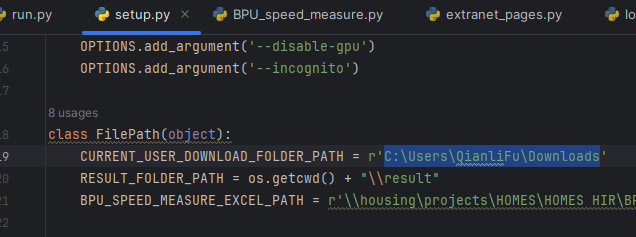 run.py setup.py × BPU_speed_measure.py extranet_pages.py lo
15 OPTIONS.add_argument('--disable-gpu')
16 OPTIONS.add_argument('--incognito')
17
8 usages
18 class FilePath(object):
19 CURRENT_USER_DOWNLOAD_FOLDER_PATH = r'C:\Users\QianliFu\Downloads'
20 RESULT_FOLDER_PATH = os.getcwd() + "\\result"
21 BPU_SPEED_MEASURE_EXCEL_PATH = r'\\housing\projects\HOMES\HOMES HIR\BP
22